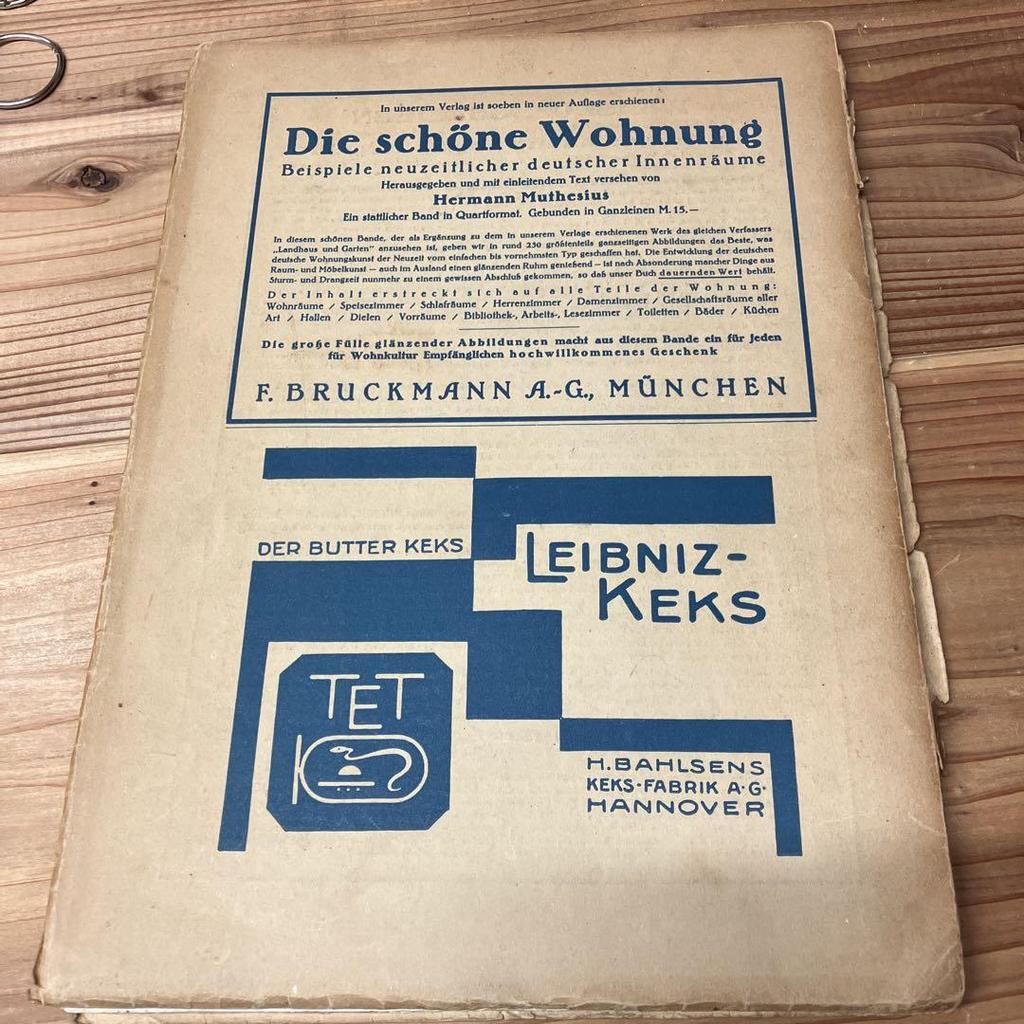 In unserem Verlag ist soeben in neuer Auflage erschienen:
Die schöne Wohnung
Beispiele neuzeitlicher deutscher Innenräume
Herausgegeben und mit einleitendem Text versehen von
Hermann Muthesius
Ein stattlicher Band in Quartformat. Gebunden in Ganzleinen M. 15.—
In diesem schönen Bande, der als Ergänzung zu dem in unserem Verlage erschienenen Werk des gleichen Verfassers
„Landhaus und Garten" anzusehen ist, geben wir in rund 230 größtenteils ganzseitigen Abbildungen das Beste, was
deutsche Wohnungskunst der Neuzeit vom einfachen bis vornehmsten Typ geschaffen hat. Die Entwicklung der deutschen
Raum- und Möbelkunst — auch im Ausland einen glänzenden Ruhm genießend — ist nach Absonderung mancher Dinge aus
Sturm- und Drangzeit nunmehr zu einem gewissen Abschluß gekommen, so daß unser Buch dauernden Wert behält.
Der Inhalt erstreckt sich auf alle Teile der Wohnung:
Wohnräume / Speisezimmer / Schlafräume / Herrenzimmer / Damenzimmer / Gesellschaftsräume aller
Art / Hallen / Dielen / Vorräume / Bibliothek-, Arbeits-, Lesezimmer / Toiletten / Bäder / Küchen
Die große Fülle glänzender Abbildungen macht aus diesem Bande ein für jeden
für Wohnkultur Empfänglichen hochwillkommenes Geschenk
F. BRUCKMANN A.-G., MÜNCHEN
DER BUTTER KEKS
LEIBNIZ-
KEKS
TET
H. BAHLSENS
KEKS·FABRIK A·G·
HANNOVER